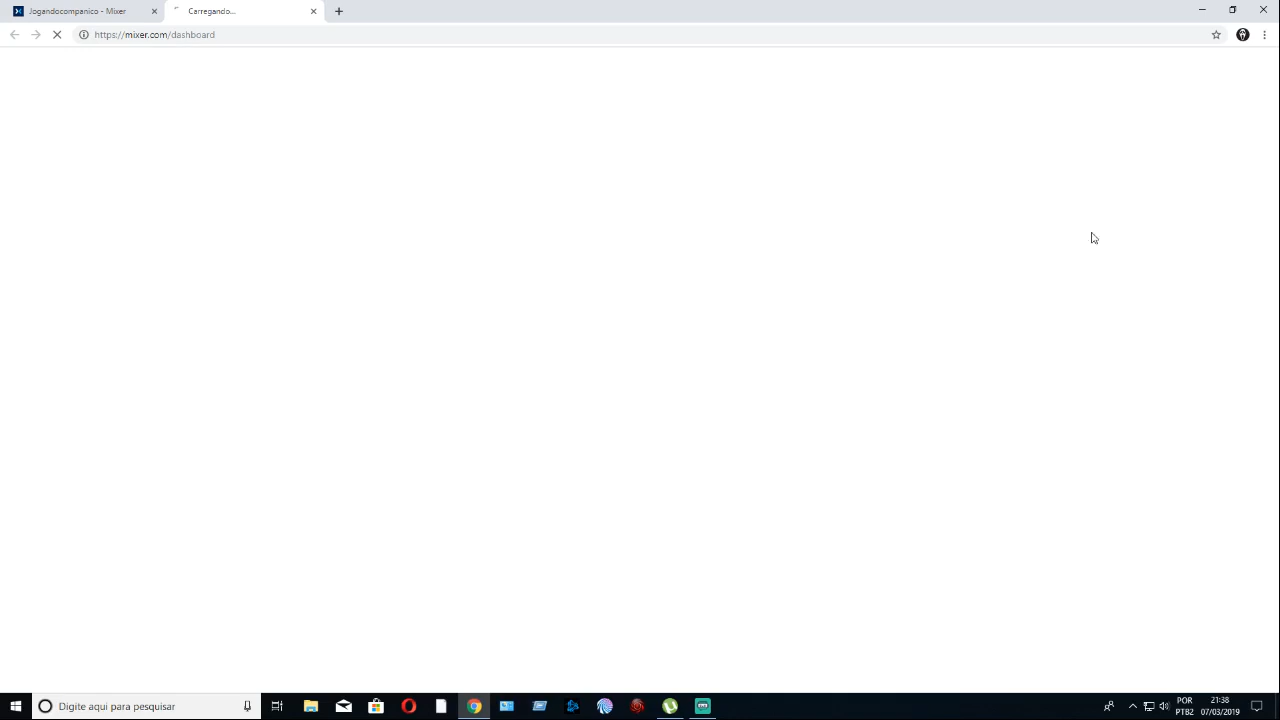 Jogandocompanico - Mixer
Carregando...
https://mixer.com/dashboard
Digite aqui para pesquisar
POR
PTB2
21:38
07/03/2019